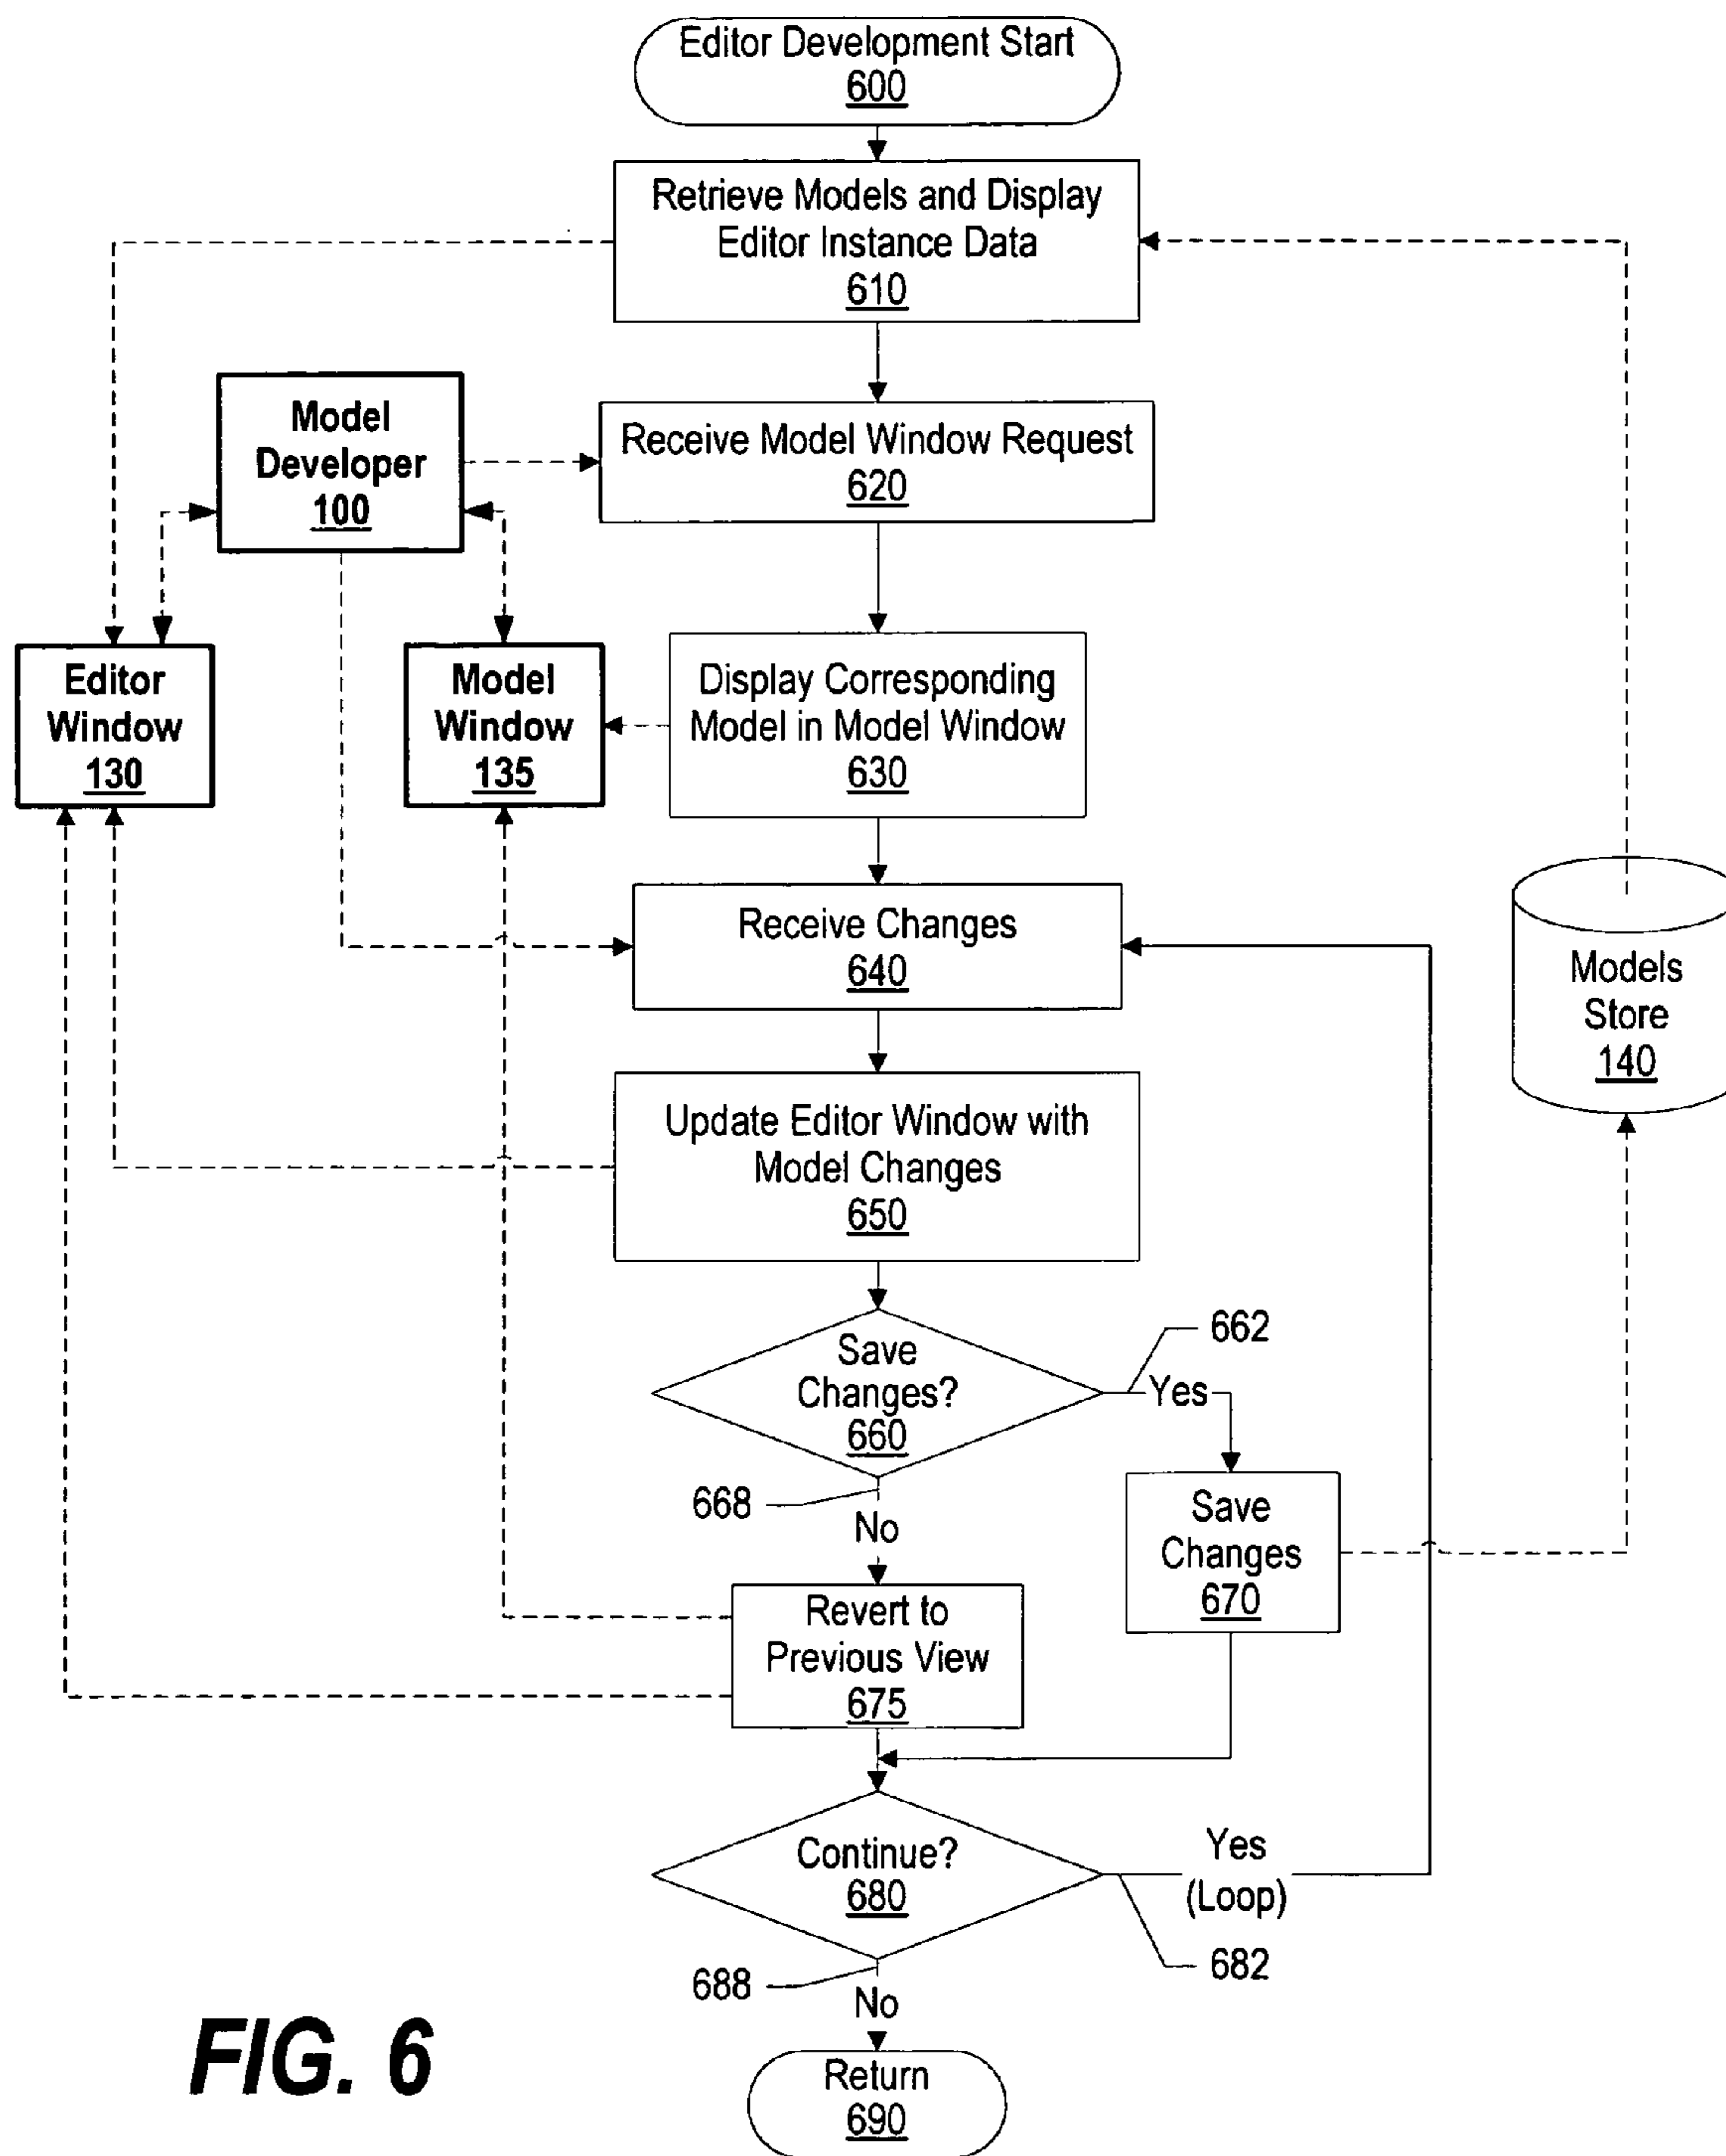 Editor Development Start
600
Retrieve Models and Display
Editor Instance Data
610
Model
Developer
100
Receive Model Window Request
620
Editor
Window
130
Model
Window
135
Display Corresponding
Model in Model Window
630
Receive Changes
640
Models
Store
140
Update Editor Window with
Model Changes
650
Save
Changes?
660
662
Yes
668
No
Save
Changes
670
Revert to
Previous View
675
Continue?
680
Yes
(Loop)
682
688
No
Return
690
FIG. 6